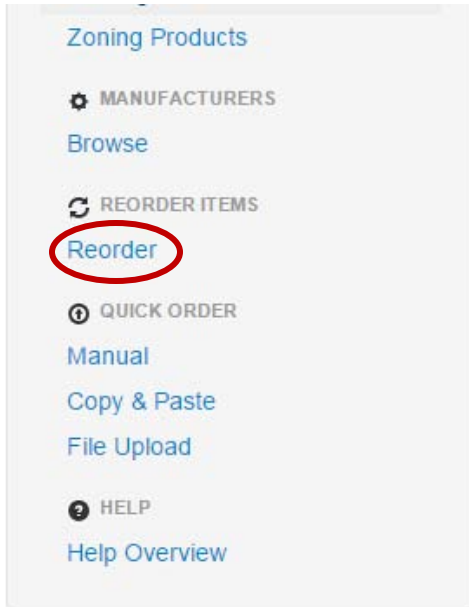 Zoning Products
MANUFACTURERS
Browse
REORDER ITEMS
Reorder
QUICK ORDER
Manual
Copy & Paste
File Upload
HELP
Help Overview